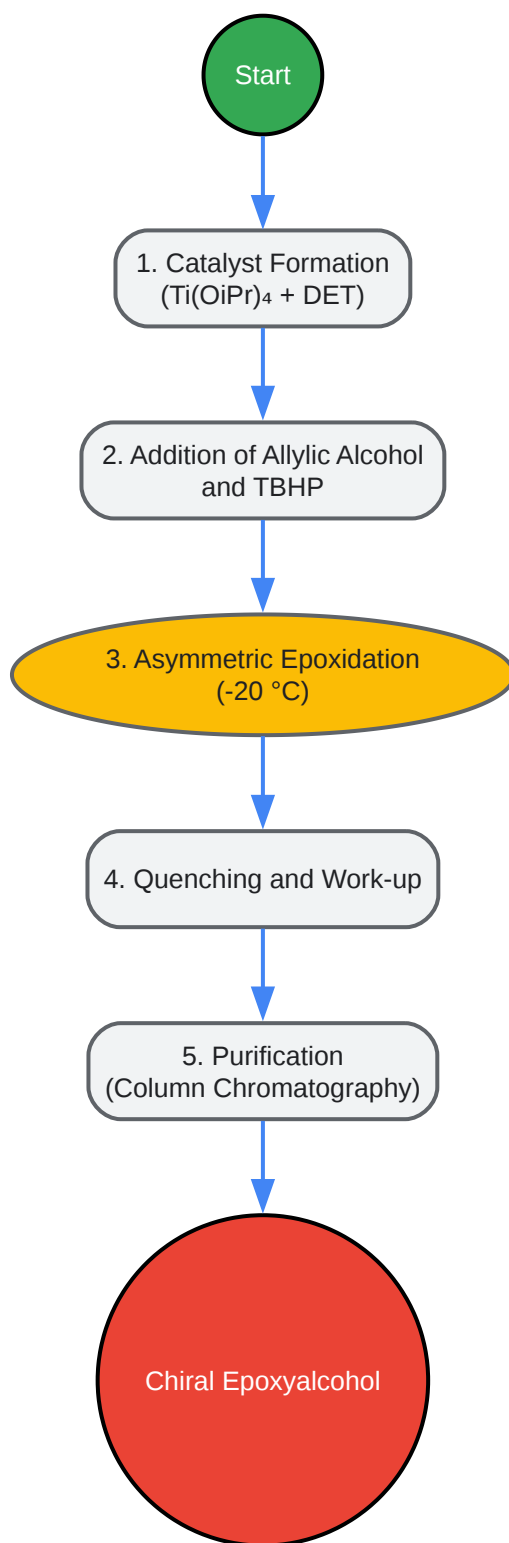 Start
1. Catalyst Formation
(Ti(OiPr)₄ + DET)
2. Addition of Allylic Alcohol
and TBHP
3. Asymmetric Epoxidation
(-20 °C)
4. Quenching and Work-up
5. Purification
(Column Chromatography)
Chiral Epoxyalcohol